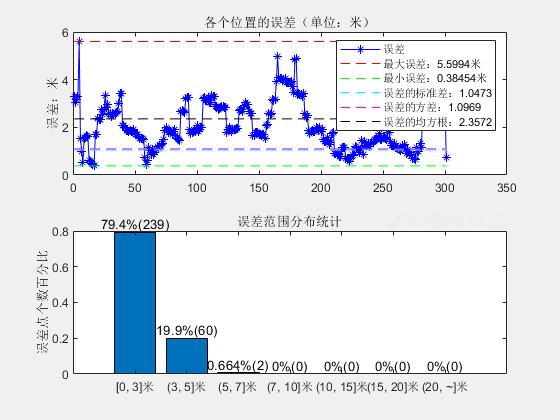 各个位置的误差（单位：米）
误差：米
6
4
2
0
0 50 100 150 200 250 300 350
误差
最大误差：5.5994米
最小误差：0.38454米
误差的标准差：1.0473
误差的方差：1.0969
误差的均方根：2.3572
误差范围分布统计
误差点个数百分比
0.8
0.6
0.4
0.2
0
79.4%(239)
19.9%(60)
0.664%(2) 0%(0) 0%(0) 0%(0) 0%(0)
[0, 3]米 (3, 5]米 (5, 7]米 (7, 10]米 (10, 15]米 (15, 20]米 (20, ~]米